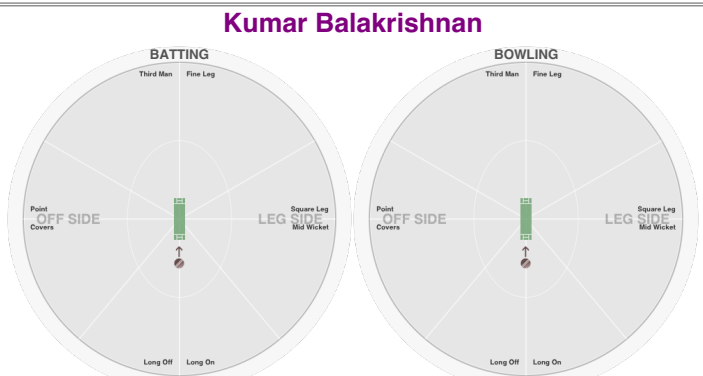 Kumar Balakrishnan
BATTING
Third Man Fine Leg
Point
OFF SIDE
Covers
Square Leg
LEG SIDE
Mid Wicket
Long Off Long On
BOWLING
Third Man Fine Leg
Point
OFF SIDE
Covers
Square Leg
LEG SIDE
Mid Wicket
Long Off Long On